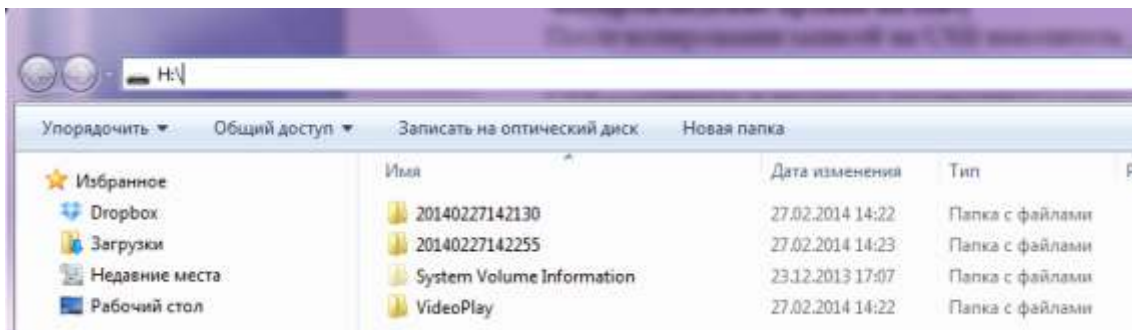 H:\
Упорядочить Общий доступ Записать на оптический диск Новая папка
Имя Дата изменения Тип
Избранное
Dropbox
Загрузки
Недавние места
Рабочий стол
20140227142130 27.02.2014 14:22 Папка с файлами
20140227142255 27.02.2014 14:23 Папка с файлами
System Volume Information 23.12.2013 17:07 Папка с файлами
VideoPlay 27.02.2014 14:22 Папка с файлами